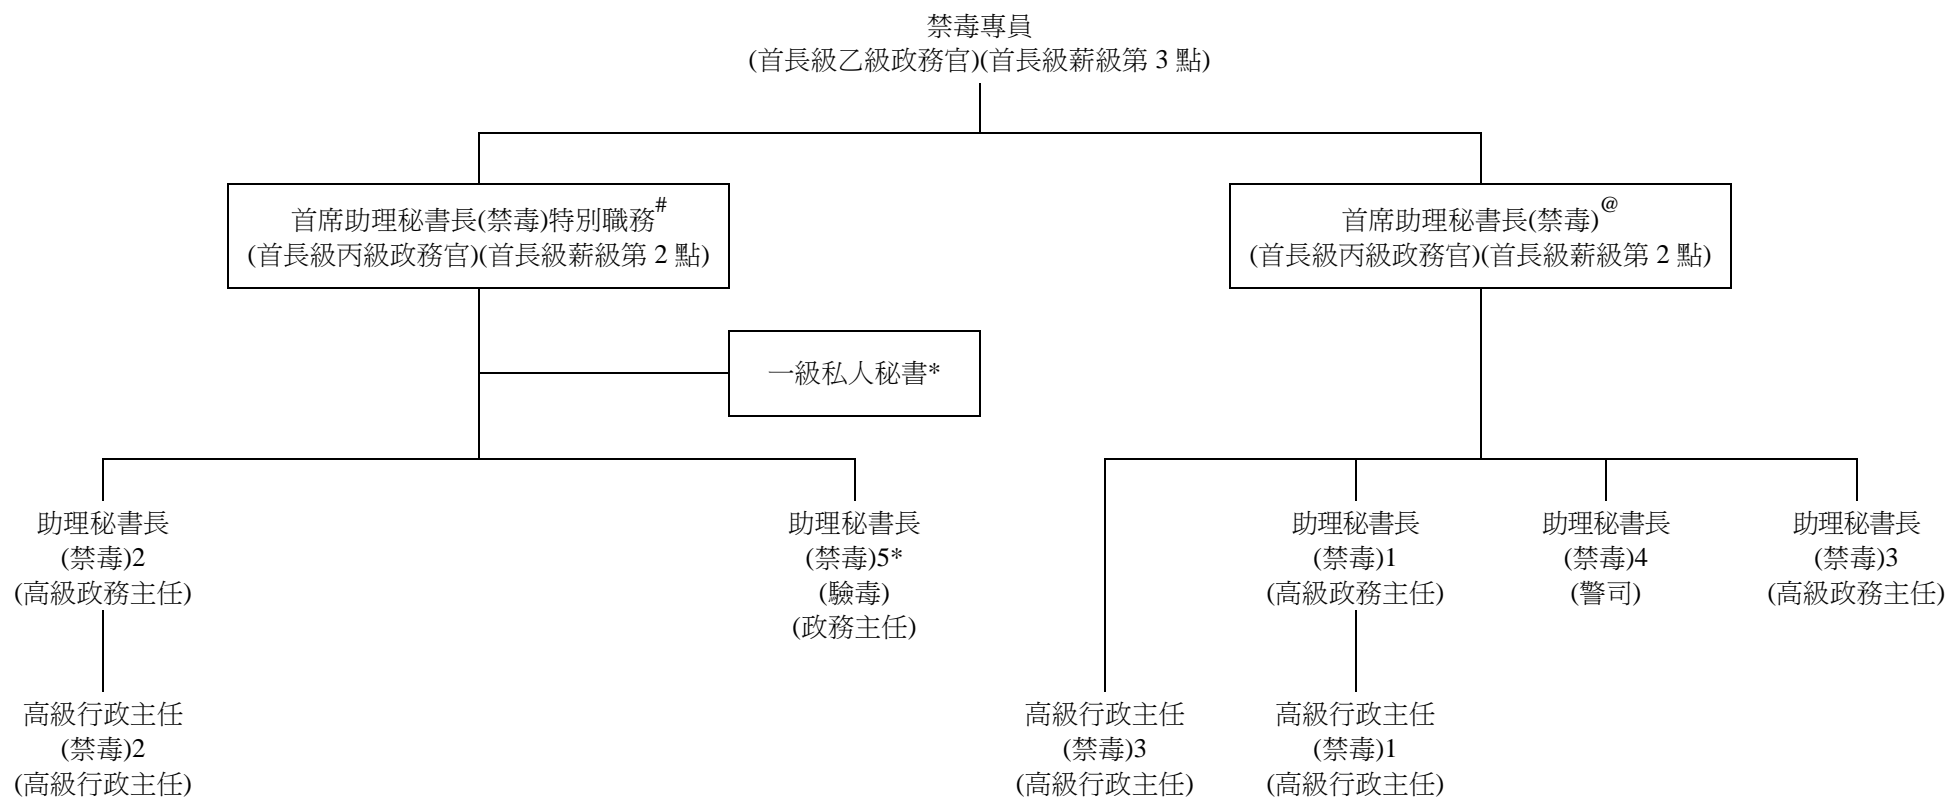 禁毒專員
(首長級乙級政務官)(首長級薪級第 3 點)
首席助理秘書長(禁毒)特別職務#
(首長級丙級政務官)(首長級薪級第 2 點)
首席助理秘書長(禁毒)@
(首長級丙級政務官)(首長級薪級第 2 點)
一級私人秘書*
助理秘書長
(禁毒)2
(高級政務主任)
助理秘書長
(禁毒)5*
(驗毒)
(政務主任)
助理秘書長
(禁毒)1
(高級政務主任)
助理秘書長
(禁毒)4
(警司)
助理秘書長
(禁毒)3
(高級政務主任)
高級行政主任
(禁毒)2
(高級行政主任)
高級行政主任
(禁毒)3
(高級行政主任)
高級行政主任
(禁毒)1
(高級行政主任)